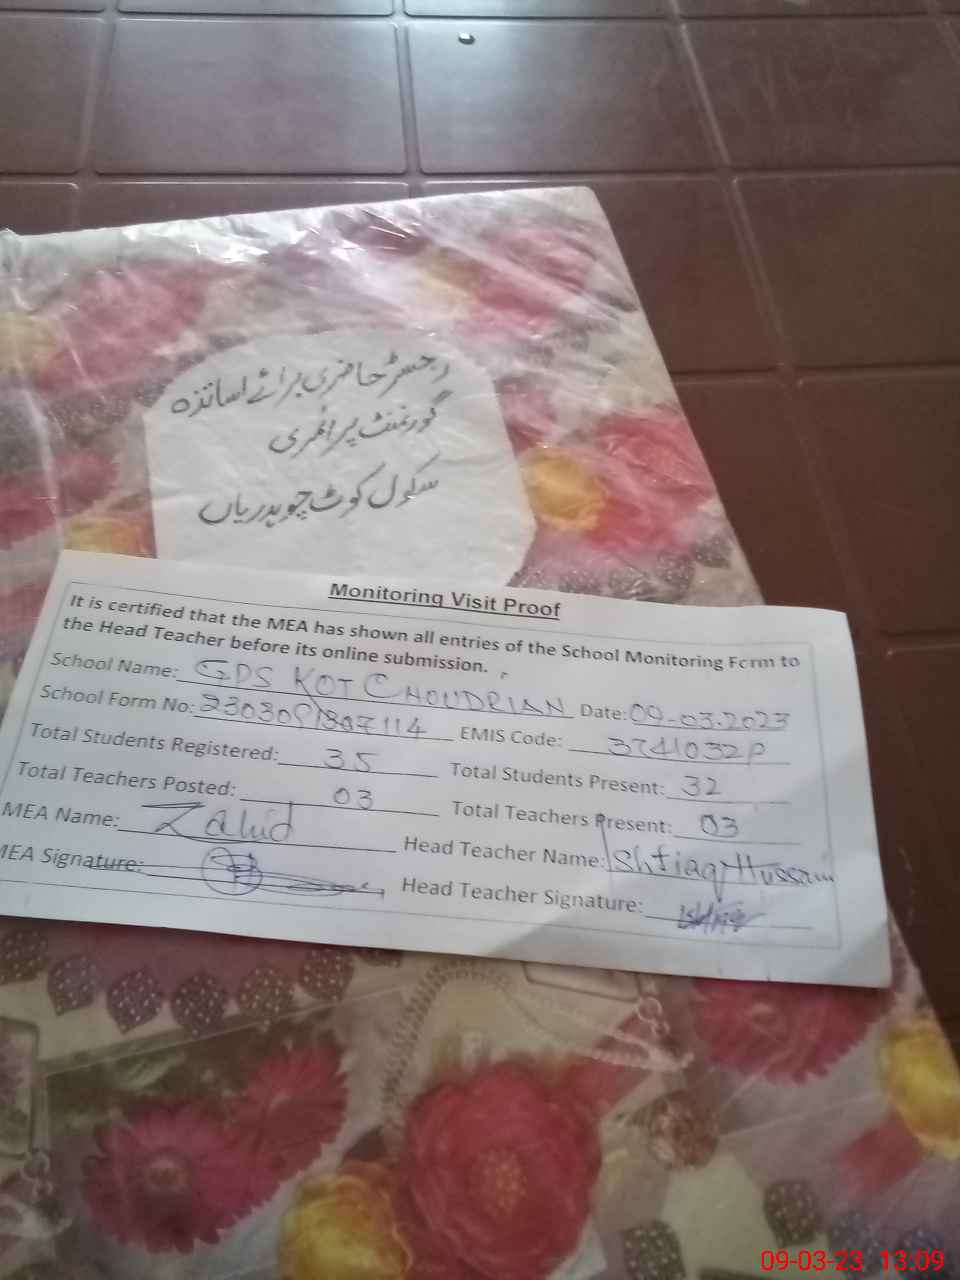 رجسٹر حاضری برائے اساتذہ
گورنمنٹ پرائمری
سکول کوٹ چوہدریاں
Monitoring Visit Proof
It is certified that the MEA has shown all entries of the School Monitoring Form to
the Head Teacher before its online submission.
School Name: GPS KOT CHOUDRIAN Date: 09-03.2023
School Form No: EMIS Code:
Total Students Registered: 35 Total Students Present: 32
Total Teachers Posted: 03 Total Teachers Present: 03
MEA Name: Zahid Head Teacher Name: Ishtiaq Hussain
MEA Signature: Head Teacher Signature:
09-03-23 13:09